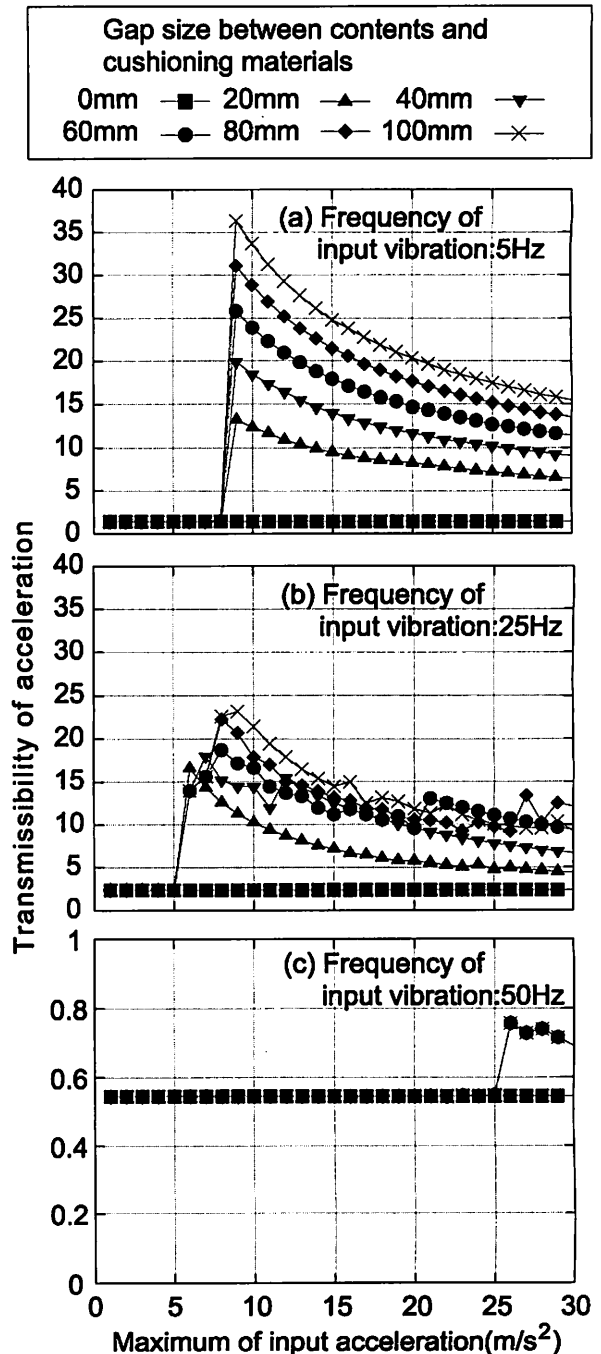 Gap size between contents and
cushioning materials
0mm 20mm 40mm
60mm 80mm 100mm
40
35
30
25
20
15
10
5
0
(a) Frequency of
input vibration:5Hz
Transmissibility of acceleration
40
35
30
25
20
15
10
5
0
(b) Frequency of
input vibration:25Hz
1
0.8
0.6
0.4
0.2
0
(c) Frequency of
input vibration:50Hz
0 5 10 15 20 25 30
Maximum of input acceleration(m/s²)